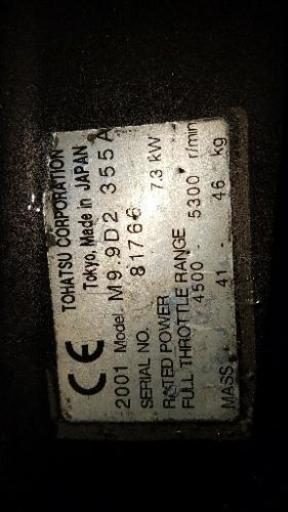 CE TOHATSU CORPORATION
Tokyo, Made in JAPAN
2001 Model M9.9D2 355A
SERIAL NO. 81766
RATED POWER 7.3 kW
FULL THROTTLE RANGE
4500 - 5300 r/min
MASS 41 - 46 kg